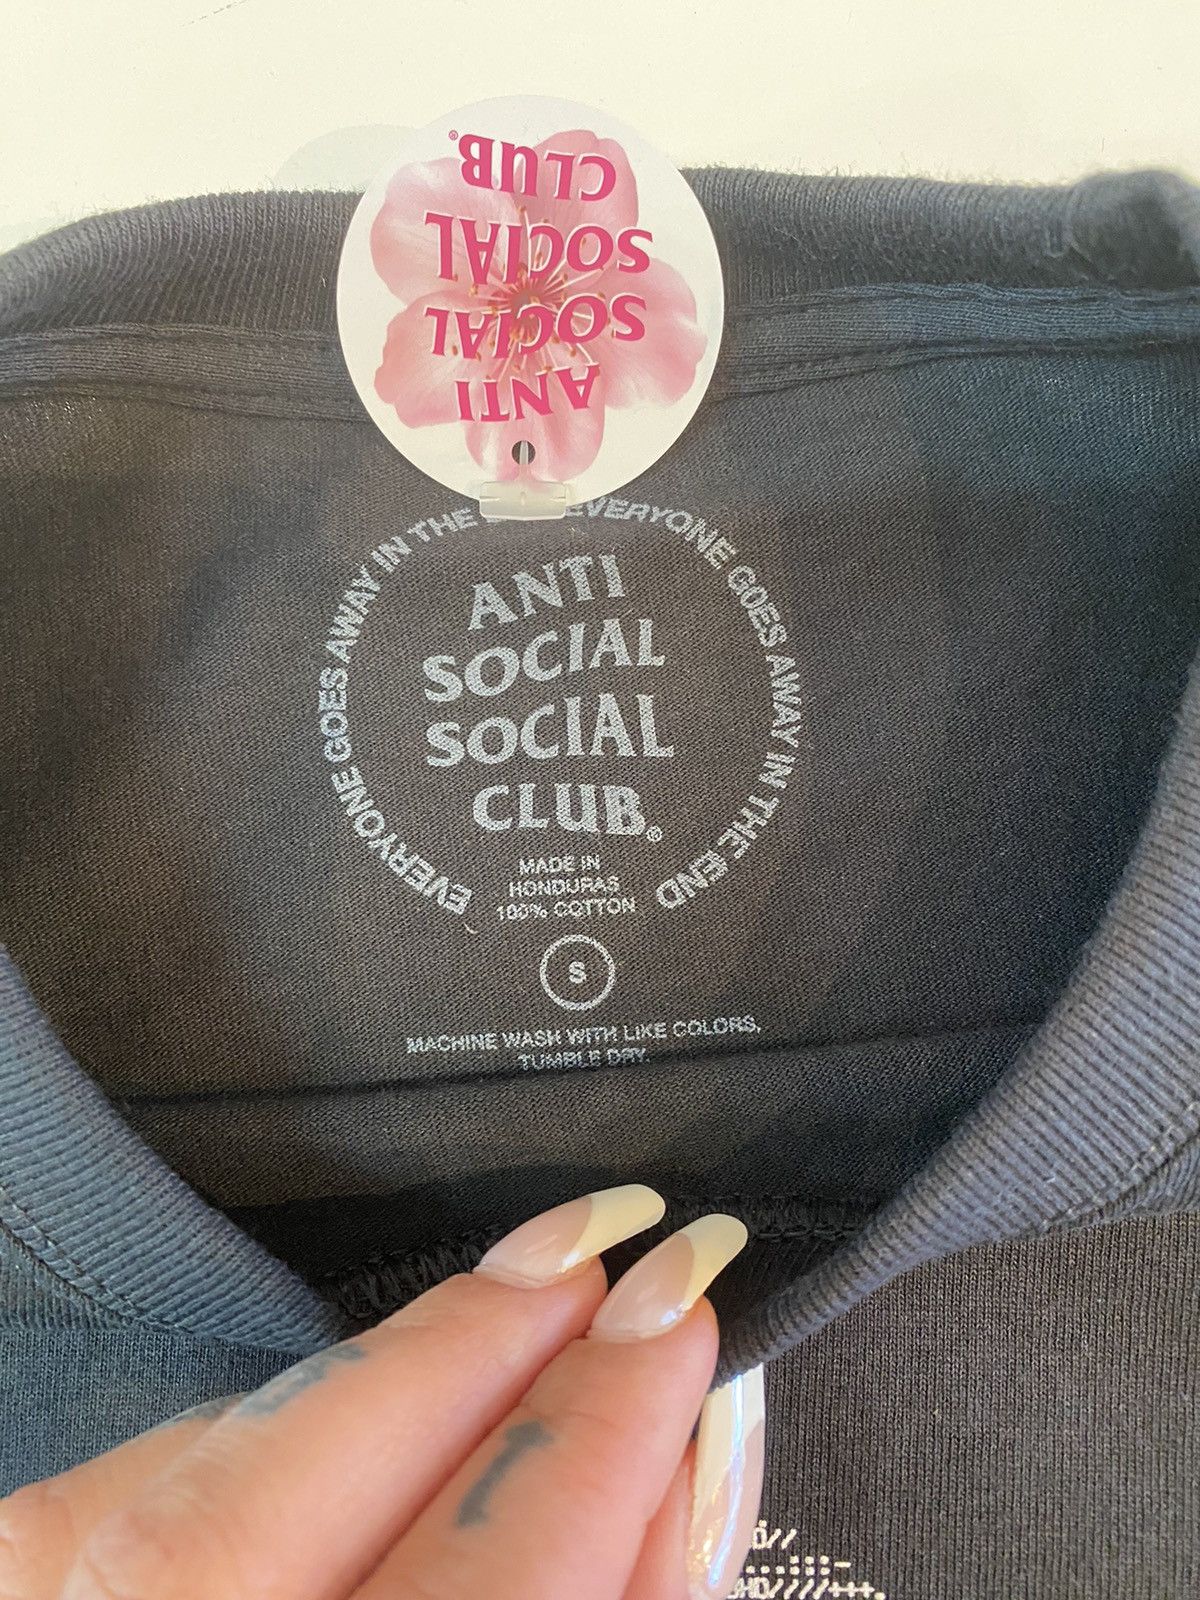 ANTI
SOCIAL
SOCIAL
CLUB®
EVERYONE GOES AWAY IN THE EVERYONE GOES AWAY IN THE END
ANTI
SOCIAL
SOCIAL
CLUB®
MADE IN
HONDURAS
100% COTTON
S
MACHINE WASH WITH LIKE COLORS,
TUMBLE DRY.